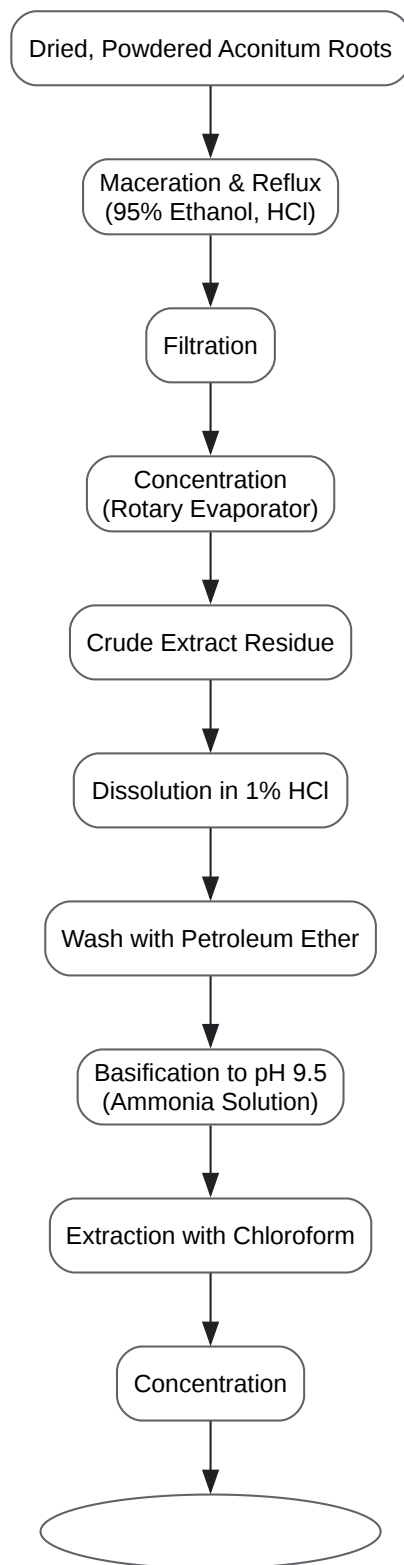 Dried, Powdered Aconitum Roots
Maceration & Reflux
(95% Ethanol, HCl)
Filtration
Concentration
(Rotary Evaporator)
Crude Extract Residue
Dissolution in 1% HCl
Wash with Petroleum Ether
Basification to pH 9.5
(Ammonia Solution)
Extraction with Chloroform
Concentration